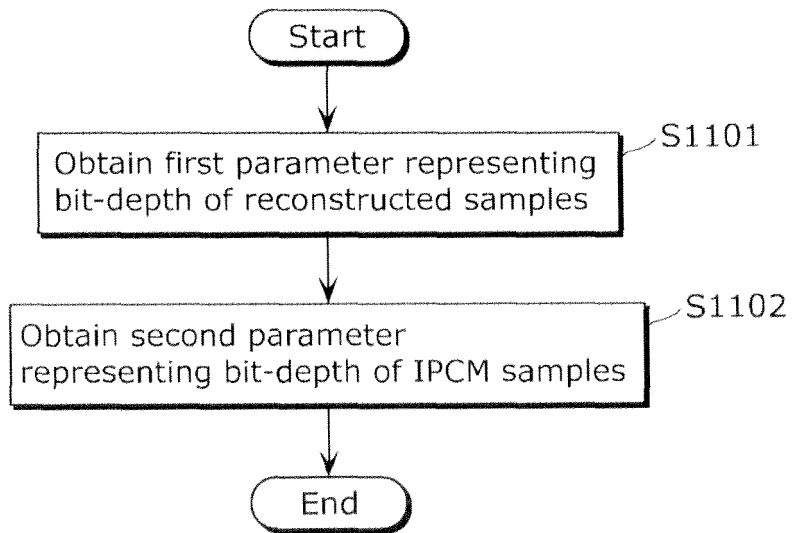 Start
S1101
Obtain first parameter representing
bit-depth of reconstructed samples
S1102
Obtain second parameter
representing bit-depth of IPCM samples
End